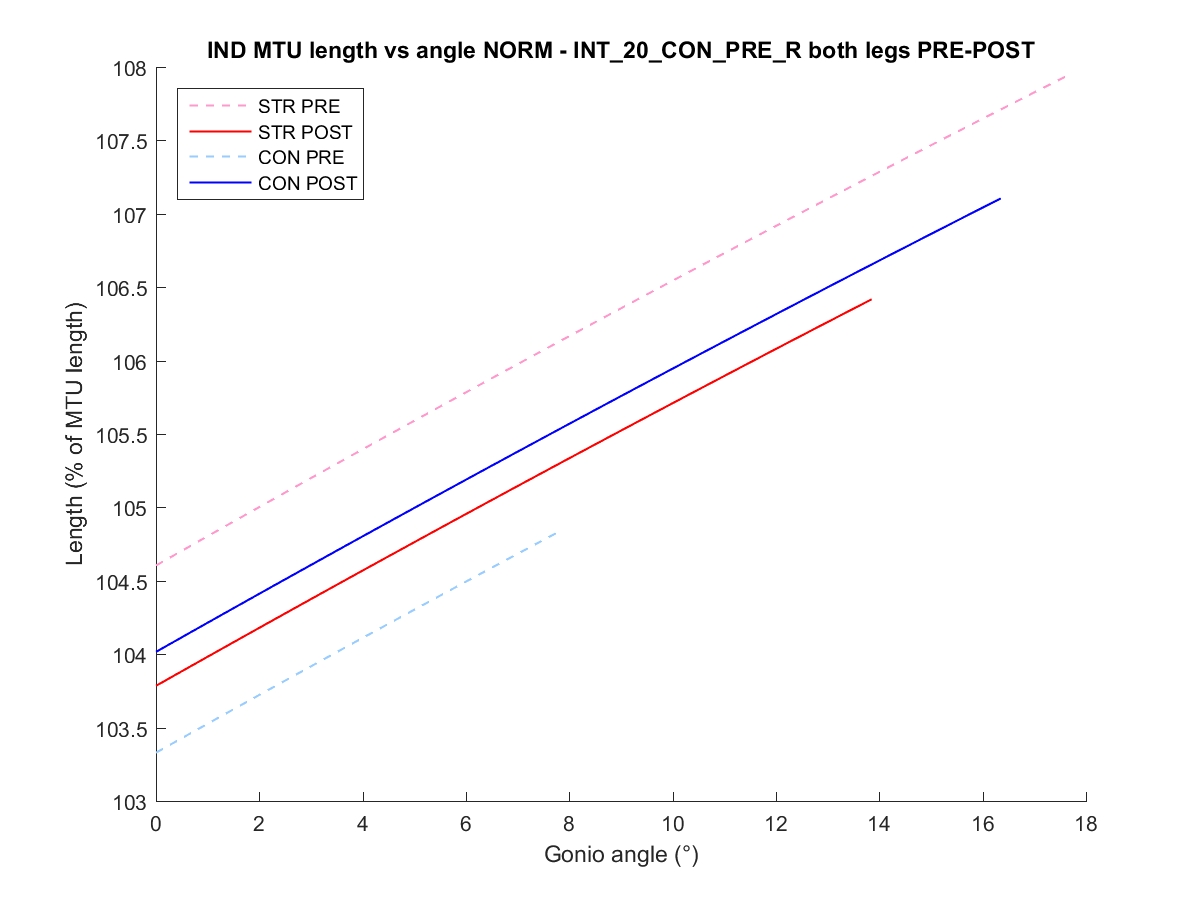 IND MTU length vs angle NORM - INT_20_CON_PRE_R both legs PRE-POST
STR PRE
STR POST
CON PRE
CON POST
108
107.5
107
106.5
106
105.5
105
104.5
104
103.5
103
Length (% of MTU length)
0 2 4 6 8 10 12 14 16 18
Gonio angle (°)